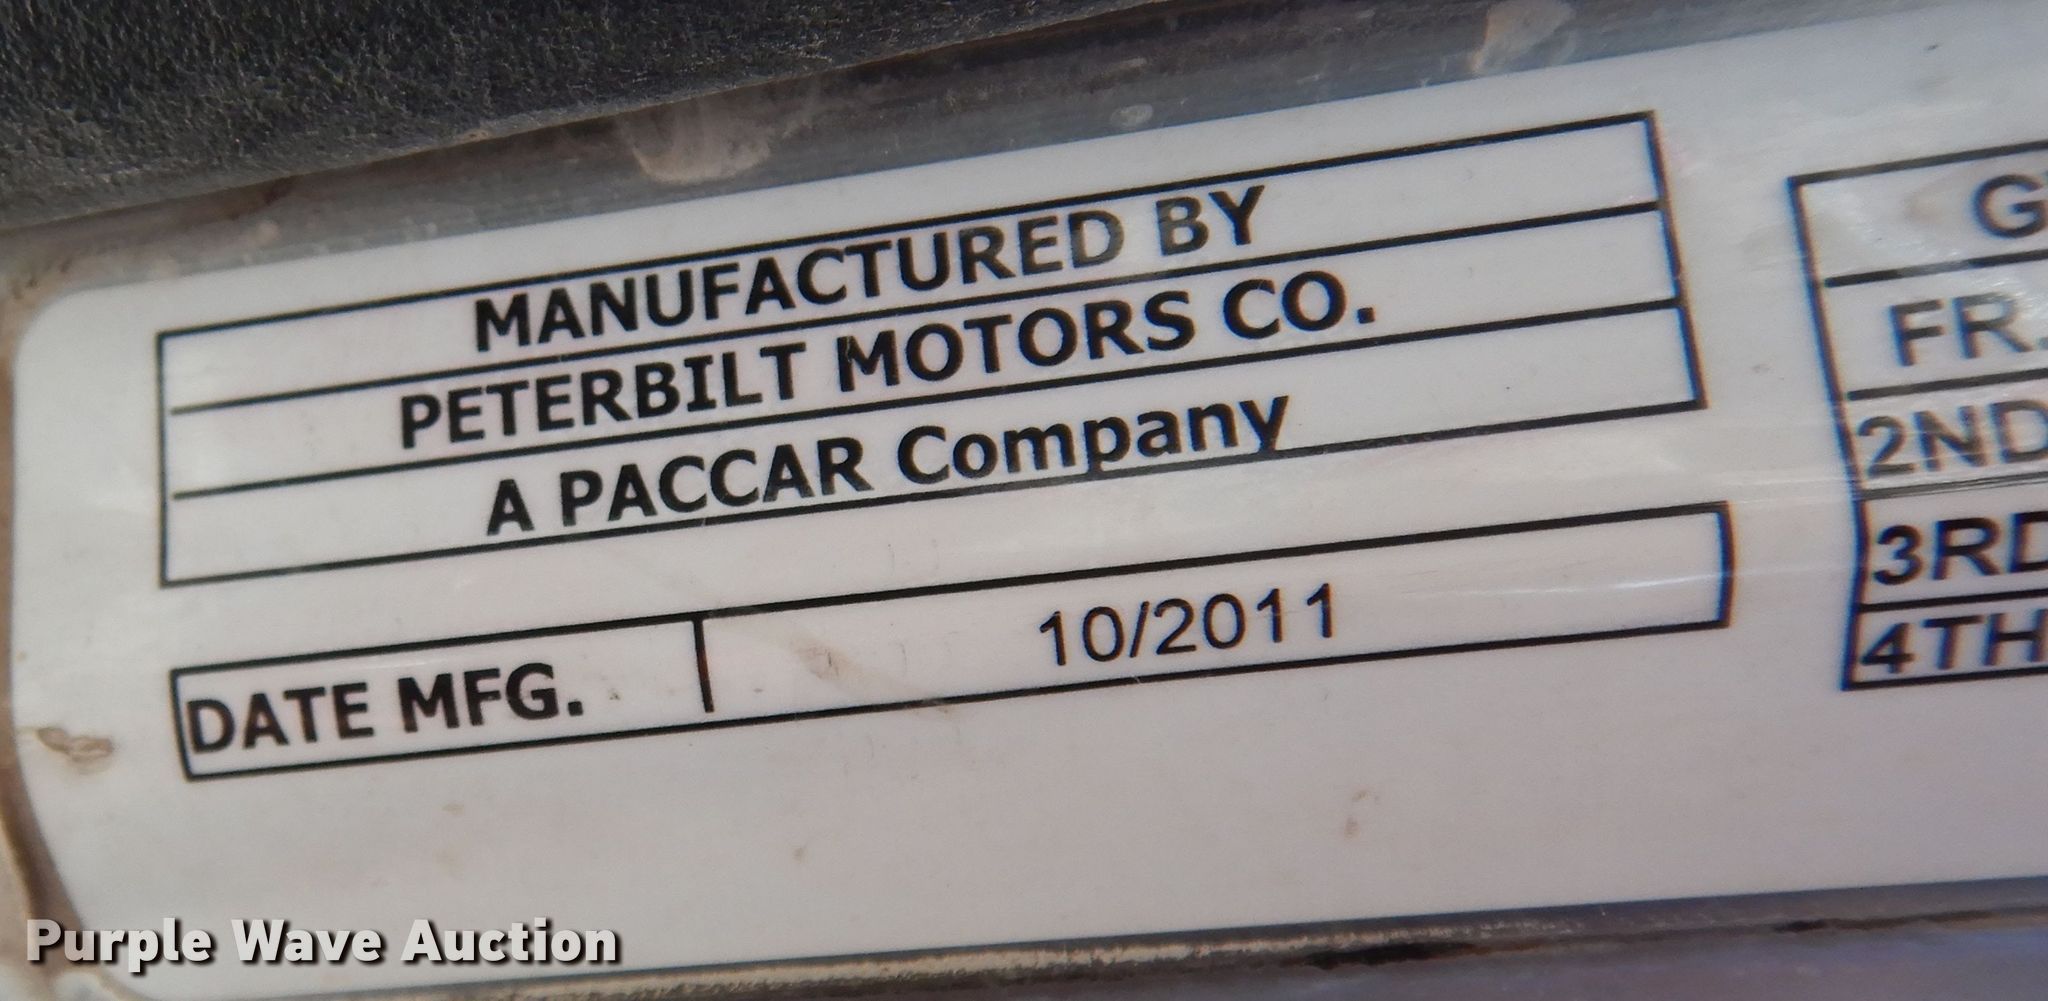 MANUFACTURED BY
PETERBILT MOTORS CO.
A PACCAR Company
DATE MFG. 10/2011
FR.
2ND
3RD
4TH
Purple Wave Auction